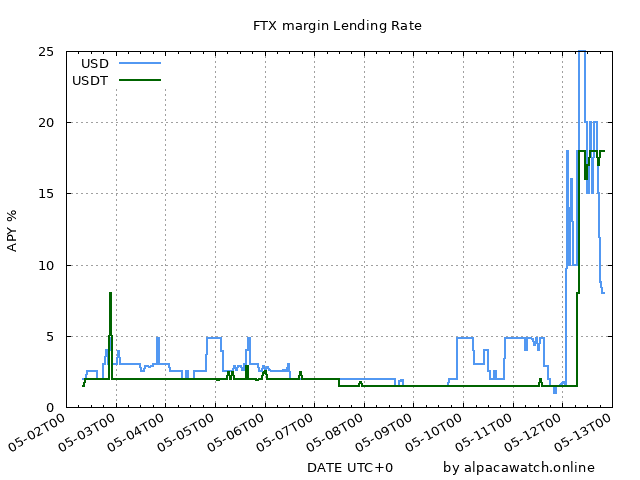 FTX margin Lending Rate
25
20
15
10
5
0
APY %
USD
USDT
05-02T00
05-03T00
05-04T00
05-05T00
05-06T00
05-07T00
05-08T00
05-09T00
05-10T00
05-11T00
05-12T00
05-13T00
DATE UTC+0
by alpacawatch.online